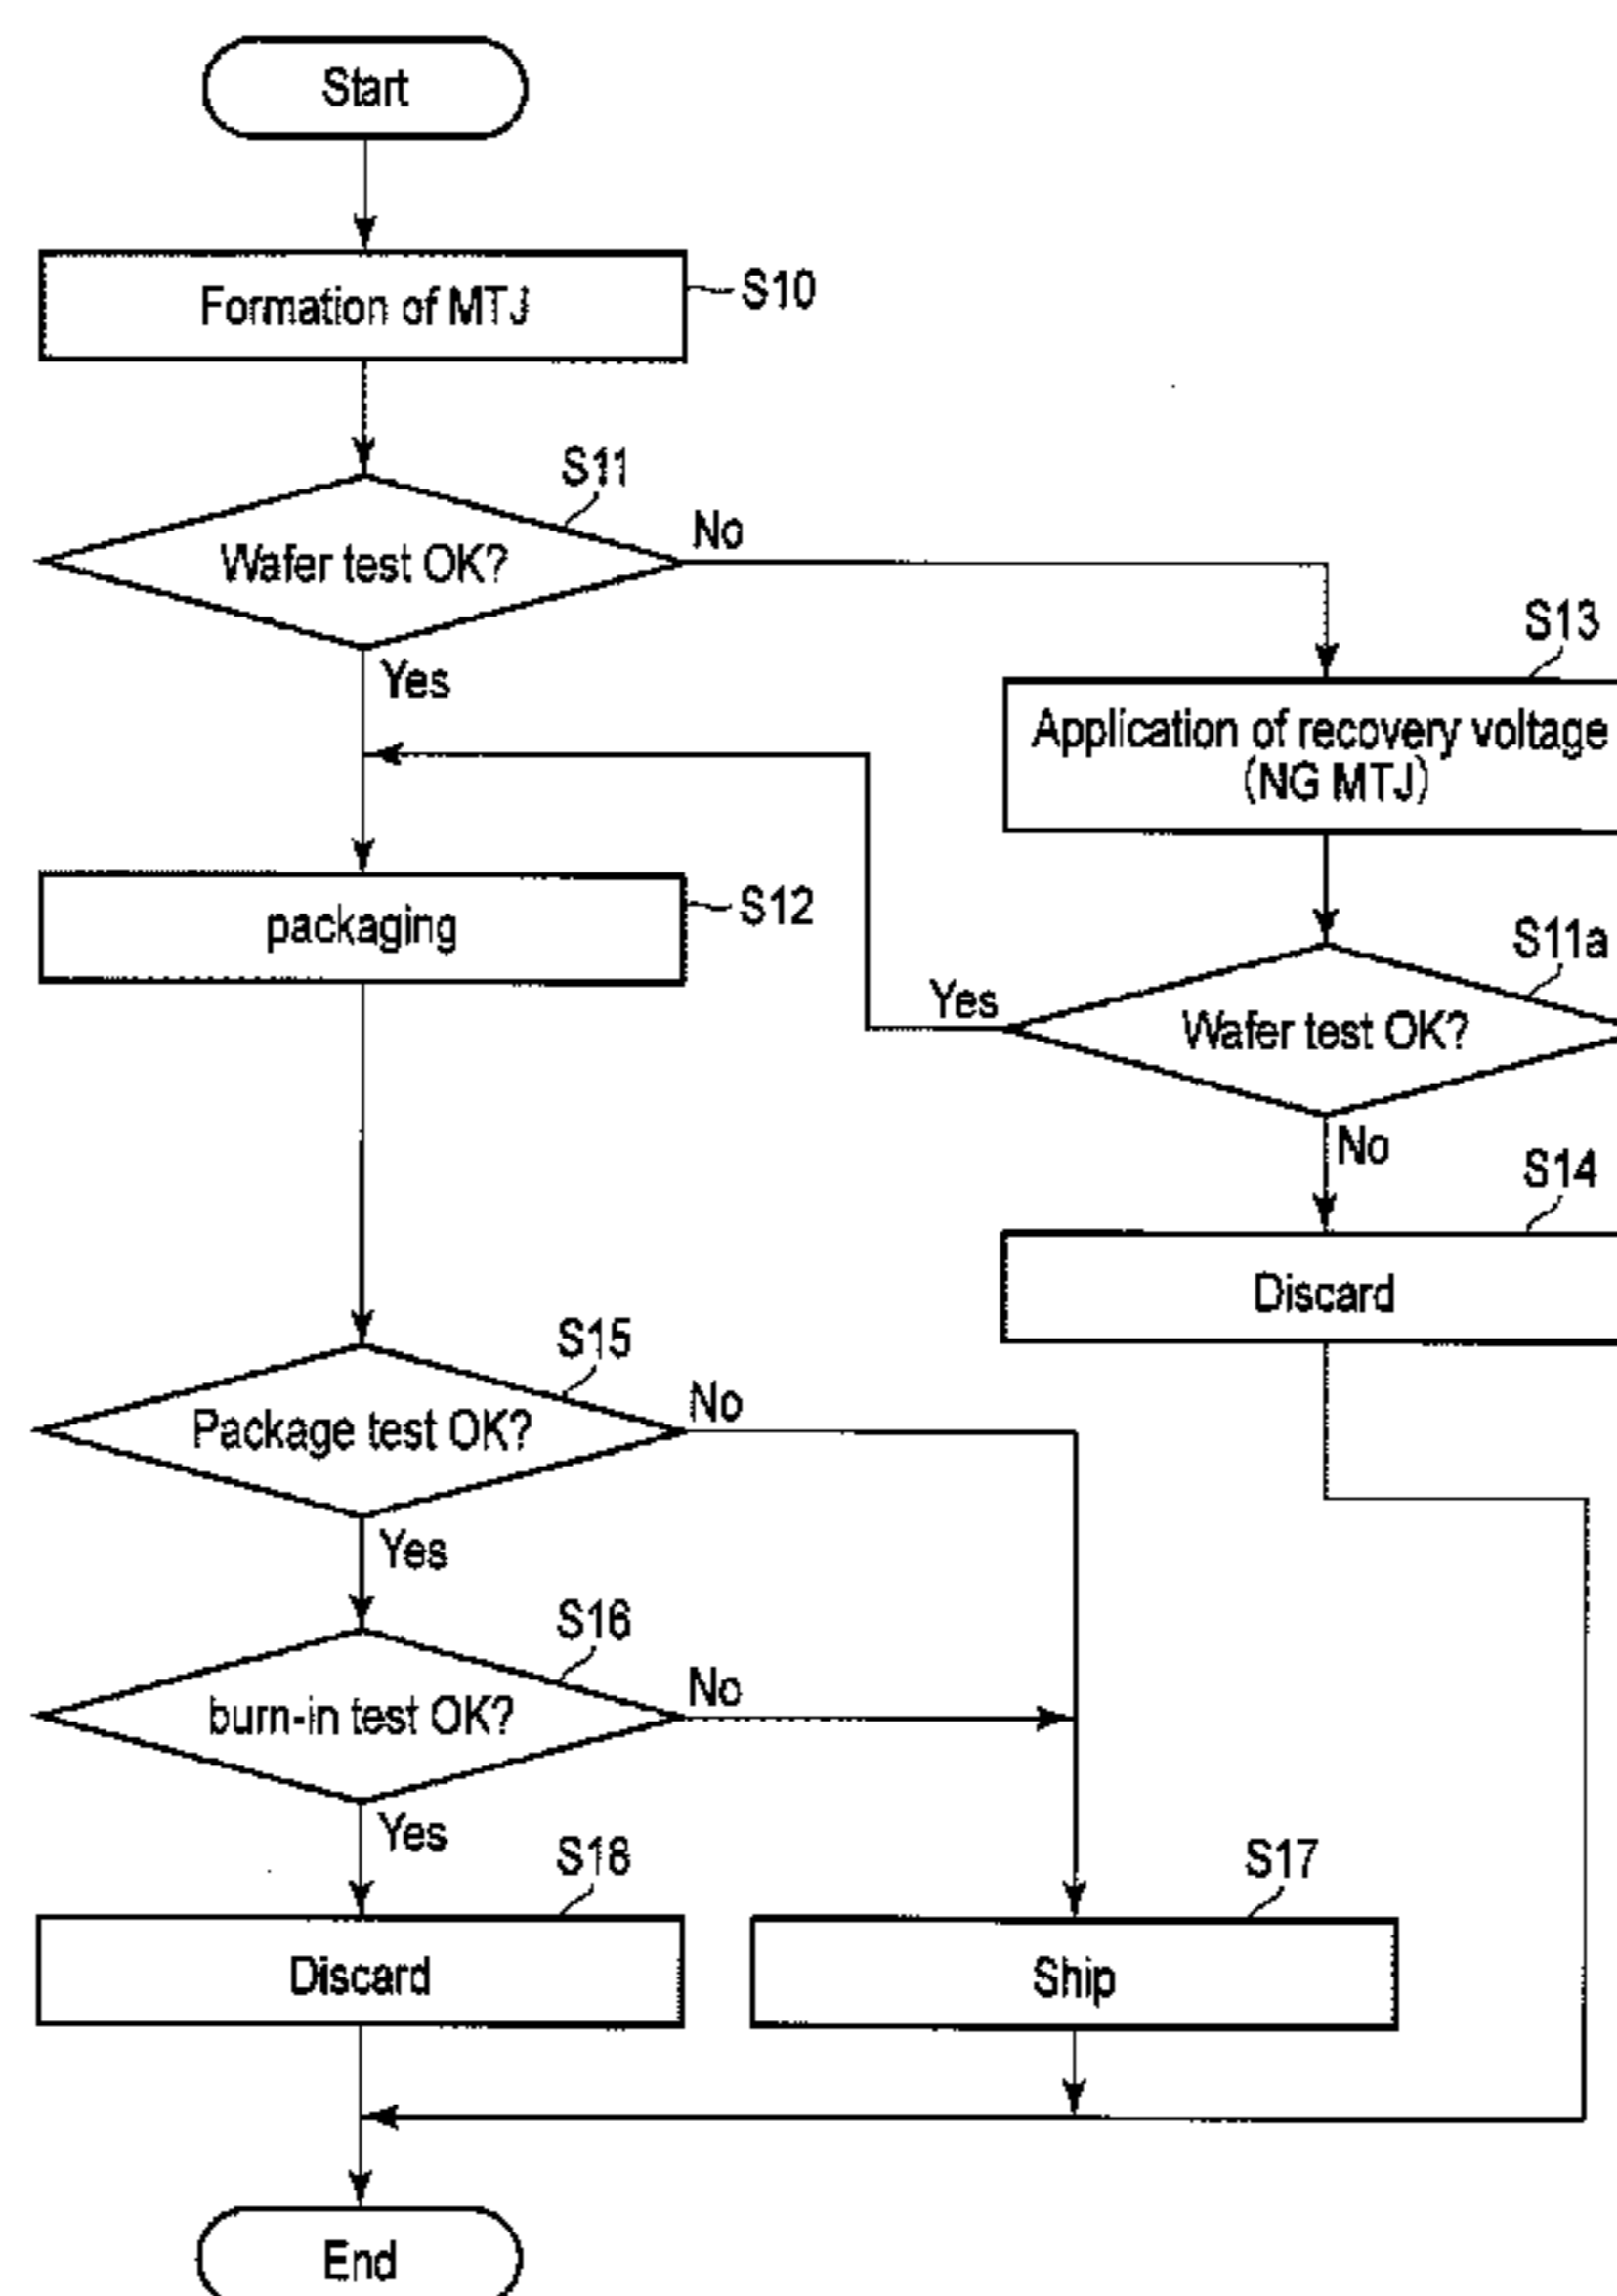 Start
Formation of MTJ
S10
S11
Wafer test OK?
No
Yes
S13
Application of recovery voltage
(NG MTJ)
packaging
S12
S11a
Yes
Wafer test OK?
No
S14
Discard
S15
Package test OK?
No
Yes
S16
burn-in test OK?
No
Yes
S18
Discard
S17
Ship
End